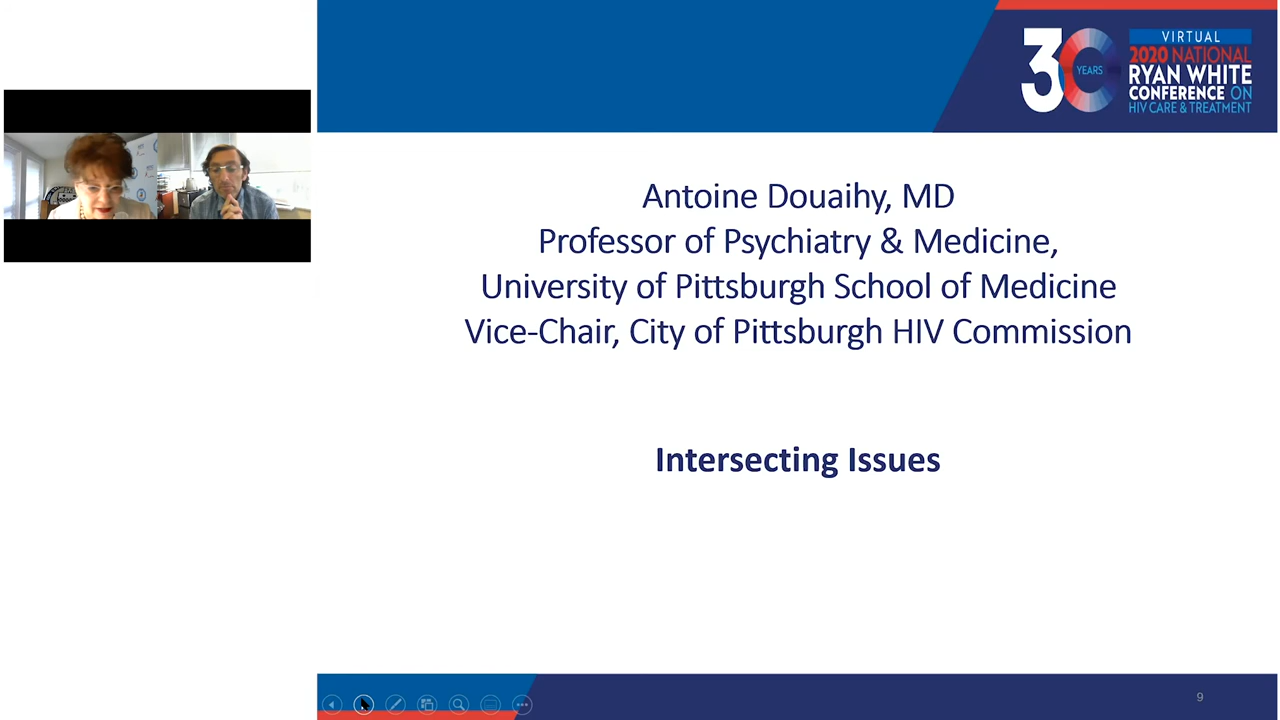 30
YEARS
VIRTUAL
2020 NATIONAL
RYAN WHITE
CONFERENCE ON
HIV CARE & TREATMENT
Antoine Douaihy, MD
Professor of Psychiatry & Medicine,
University of Pittsburgh School of Medicine
Vice-Chair, City of Pittsburgh HIV Commission
Intersecting Issues
9